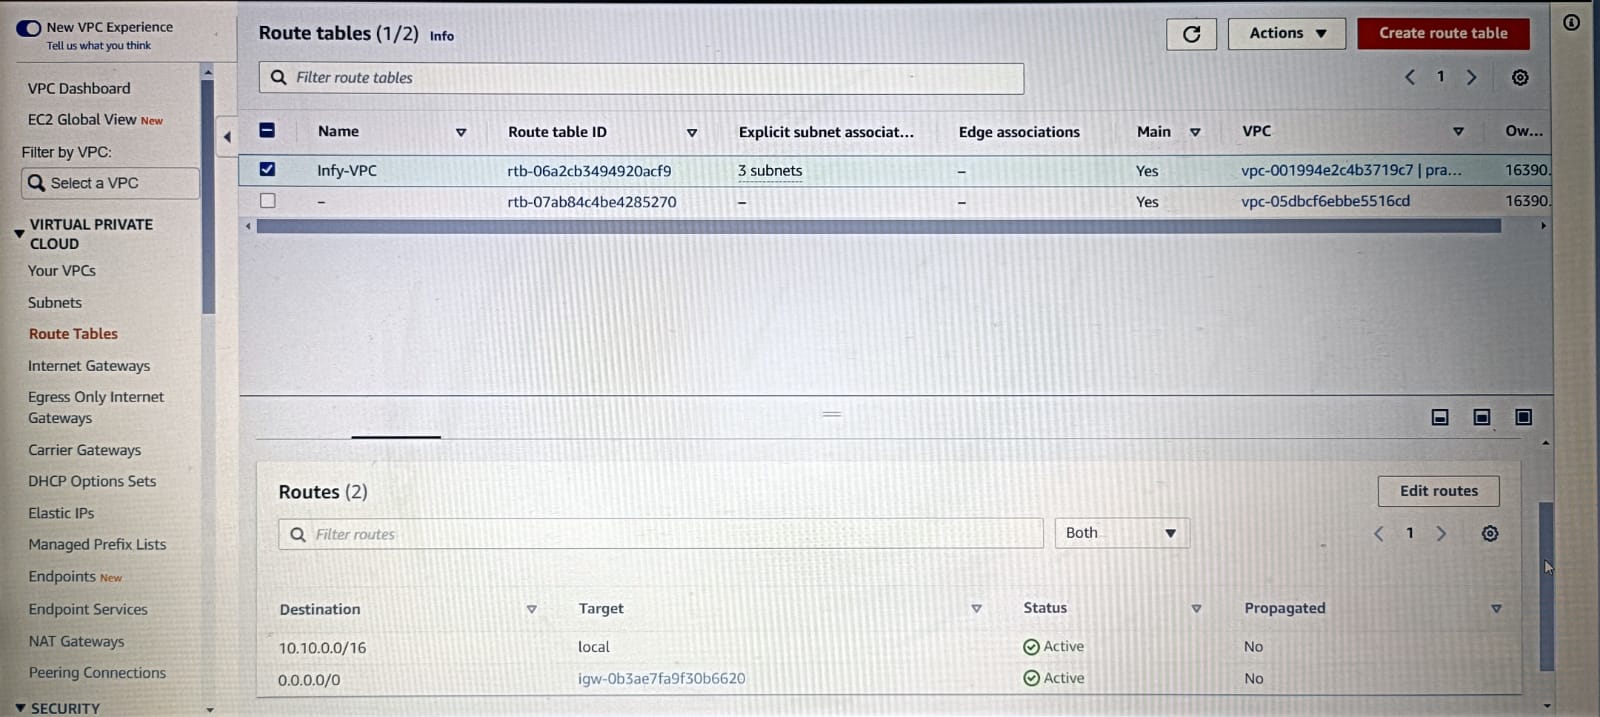 New VPC Experience
Tell us what you think
VPC Dashboard
EC2 Global View New
Filter by VPC:
Select a VPC
VIRTUAL PRIVATE
CLOUD
Your VPCs
Subnets
Route Tables
Internet Gateways
Egress Only Internet
Gateways
Carrier Gateways
DHCP Options Sets
Elastic IPs
Managed Prefix Lists
Endpoints New
Endpoint Services
NAT Gateways
Peering Connections
SECURITY
Route tables (1/2) Info
Actions
Create route table
Filter route tables
1
Name Route table ID Explicit subnet associat... Edge associations Main VPC Ow...
Infy-VPC rtb-06a2cb3494920acf9 3 subnets – Yes vpc-001994e2c4b3719c7 | pra... 16390.
– rtb-07ab84c4be4285270 – – Yes vpc-05dbcf6ebbe5516cd 16390.
Routes (2)
Edit routes
Filter routes
Both
1
Destination Target Status Propagated
10.10.0.0/16 local Active No
0.0.0.0/0 igw-0b3ae7fa9f30b6620 Active No